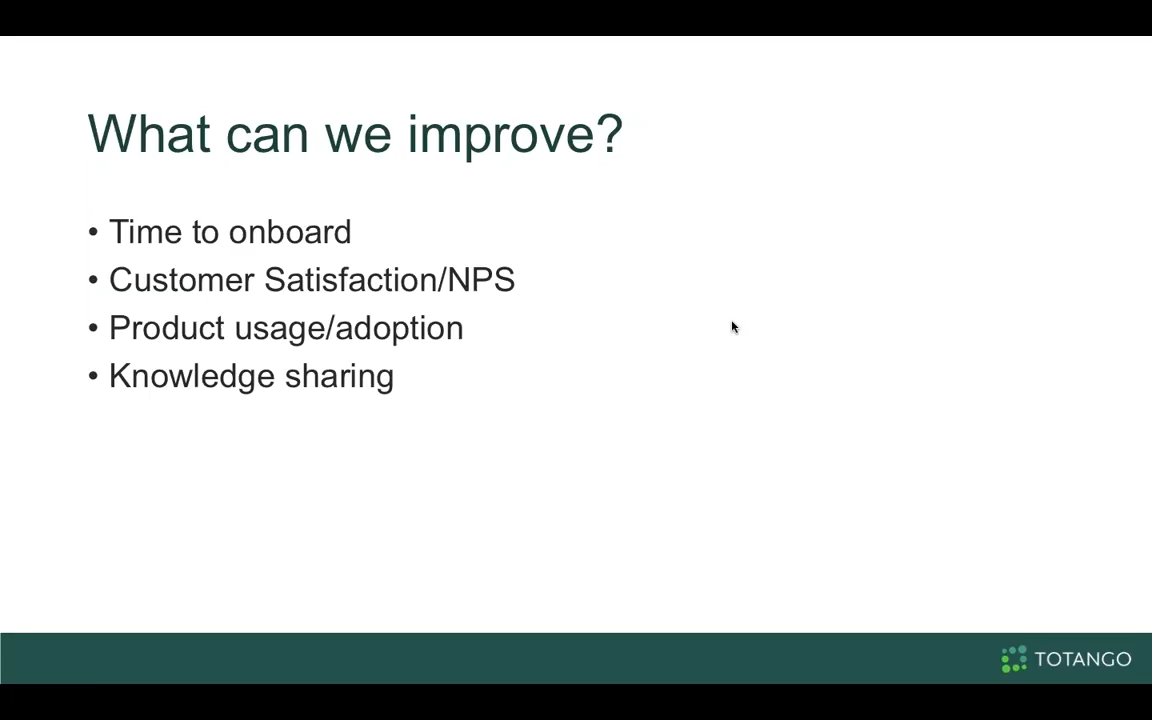 What can we improve?
• Time to onboard
• Customer Satisfaction/NPS
• Product usage/adoption
• Knowledge sharing
TOTANGO